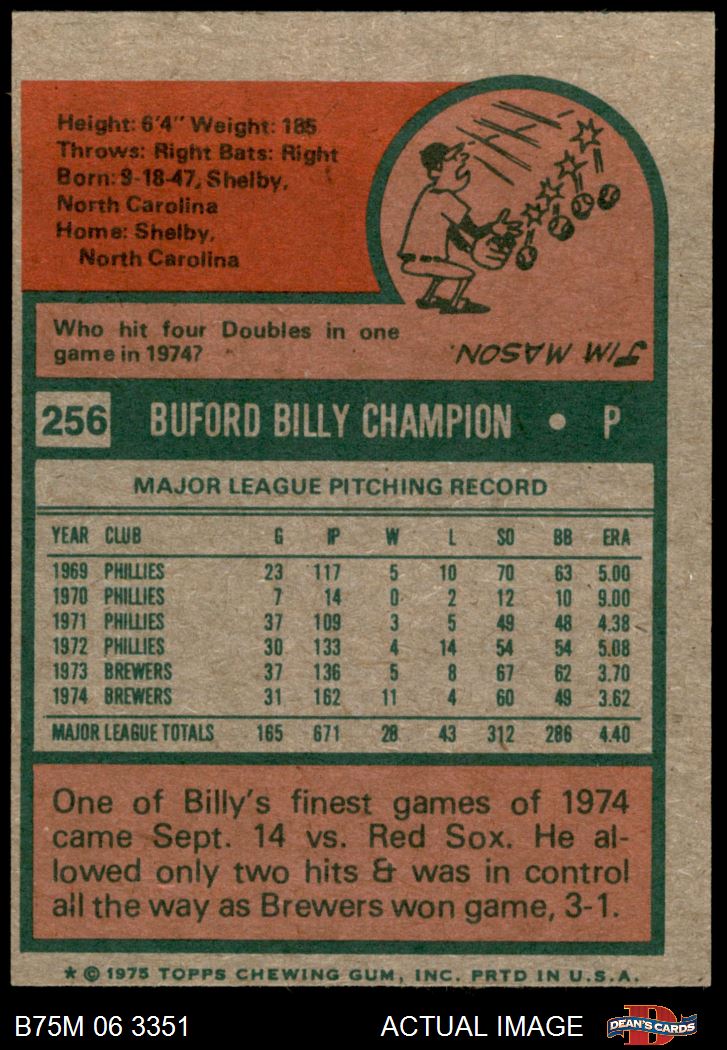 Height: 6'4" Weight: 185
Throws: Right Bats: Right
Born: 9-18-47, Shelby,
North Carolina
Home: Shelby,
North Carolina
Who hit four Doubles in one
game in 1974?
JIM MASON.
256 BUFORD BILLY CHAMPION • P
MAJOR LEAGUE PITCHING RECORD
YEAR CLUB G IP W L SO BB ERA
1969 PHILLIES 23 117 5 10 70 63 5.00
1970 PHILLIES 7 14 0 2 12 10 9.00
1971 PHILLIES 37 109 3 5 49 48 4.38
1972 PHILLIES 30 133 4 14 54 54 5.08
1973 BREWERS 37 136 5 8 67 62 3.70
1974 BREWERS 31 162 11 4 60 49 3.62
MAJOR LEAGUE TOTALS 165 671 28 43 312 286 4.40
One of Billy's finest games of 1974
came Sept. 14 vs. Red Sox. He al-
lowed only two hits & was in control
all the way as Brewers won game, 3-1.
* © 1975 TOPPS CHEWING GUM, INC. PRTD IN U.S.A.
B75M 06 3351 ACTUAL IMAGE D DEAN'S CARDS